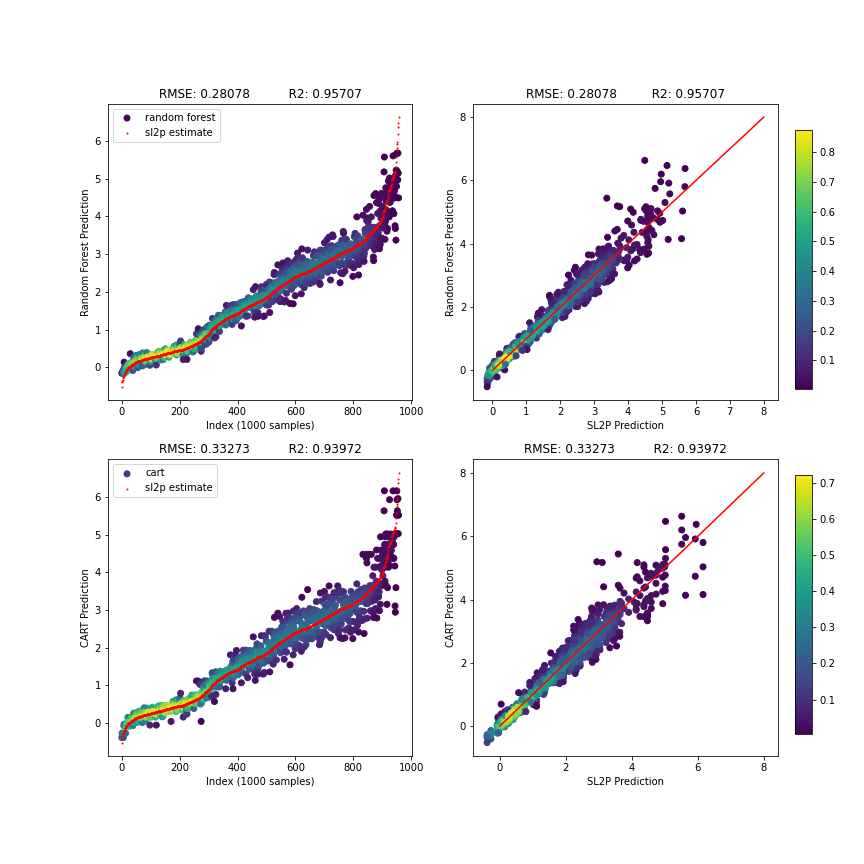 RMSE: 0.28078 R2: 0.95707
random forest
sl2p estimate
Random Forest Prediction
6
5
4
3
2
1
0
0 200 400 600 800 1000
Index (1000 samples)
RMSE: 0.28078 R2: 0.95707
Random Forest Prediction
8
6
4
2
0
0 1 2 3 4 5 6 7 8
SL2P Prediction
0.8
0.7
0.6
0.5
0.4
0.3
0.2
0.1
RMSE: 0.33273 R2: 0.93972
cart
sl2p estimate
CART Prediction
6
5
4
3
2
1
0
0 200 400 600 800 1000
Index (1000 samples)
RMSE: 0.33273 R2: 0.93972
CART Prediction
8
6
4
2
0
0 2 4 6 8
SL2P Prediction
0.7
0.6
0.5
0.4
0.3
0.2
0.1